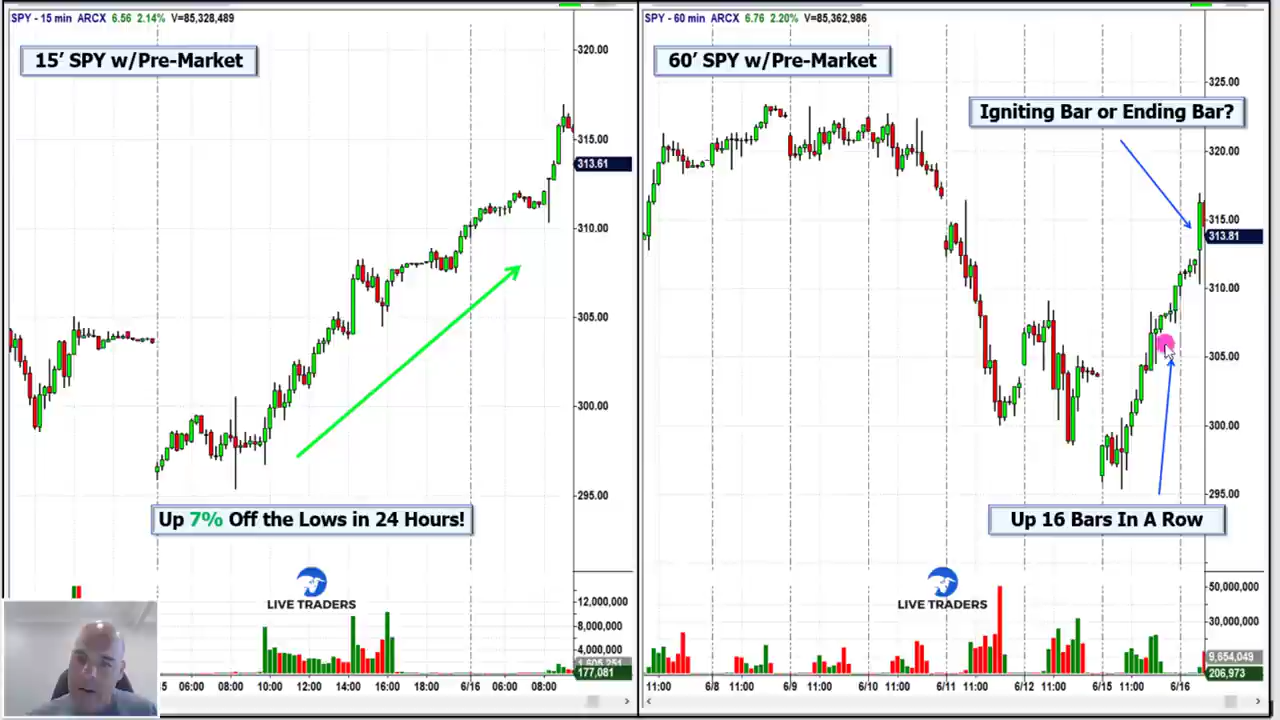 SPY - 15 min ARCX 6.56 2.14% V=85,328,489
15′ SPY w/Pre-Market
320.00
315.00
313.61
310.00
305.00
300.00
295.00
Up 7% Off the Lows in 24 Hours!
LIVE TRADERS
12,000,000
8,000,000
4,000,000
1,605,251
177,081
06:00 08:00 10:00 12:00 14:00 16:00 18:00 6/16 06:00 08:00
SPY - 60 min ARCX 6.76 2.20% V=85,362,986
60′ SPY w/Pre-Market
325.00
Igniting Bar or Ending Bar?
320.00
315.00
313.81
310.00
305.00
300.00
295.00
Up 16 Bars In A Row
LIVE TRADERS
50,000,000
30,000,000
9,654,049
206,973
11:00 6/8 11:00 6/9 11:00 6/10 11:00 6/11 11:00 6/12 11:00 6/15 11:00 6/16